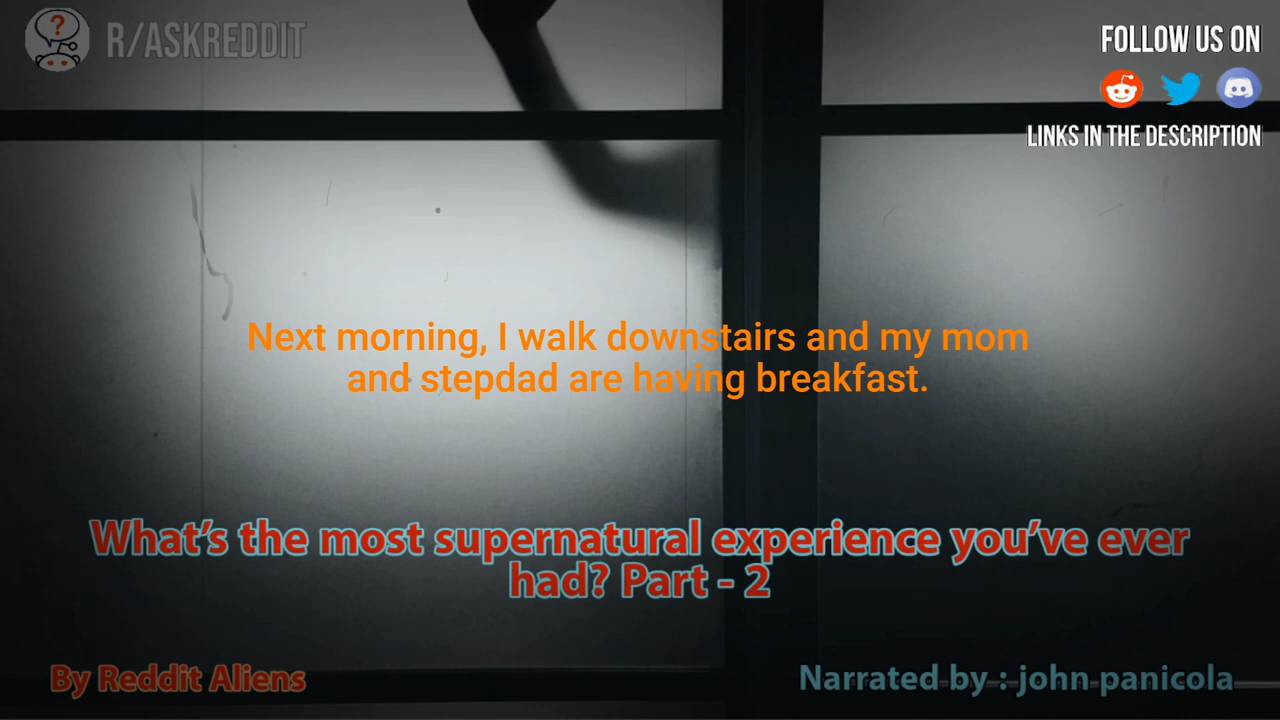 R/ASKREDDIT
FOLLOW US ON
LINKS IN THE DESCRIPTION
Next morning, I walk downstairs and my mom
and stepdad are having breakfast.
What's the most supernatural experience you've ever
had? Part - 2
By Reddit Aliens
Narrated by : john panicola